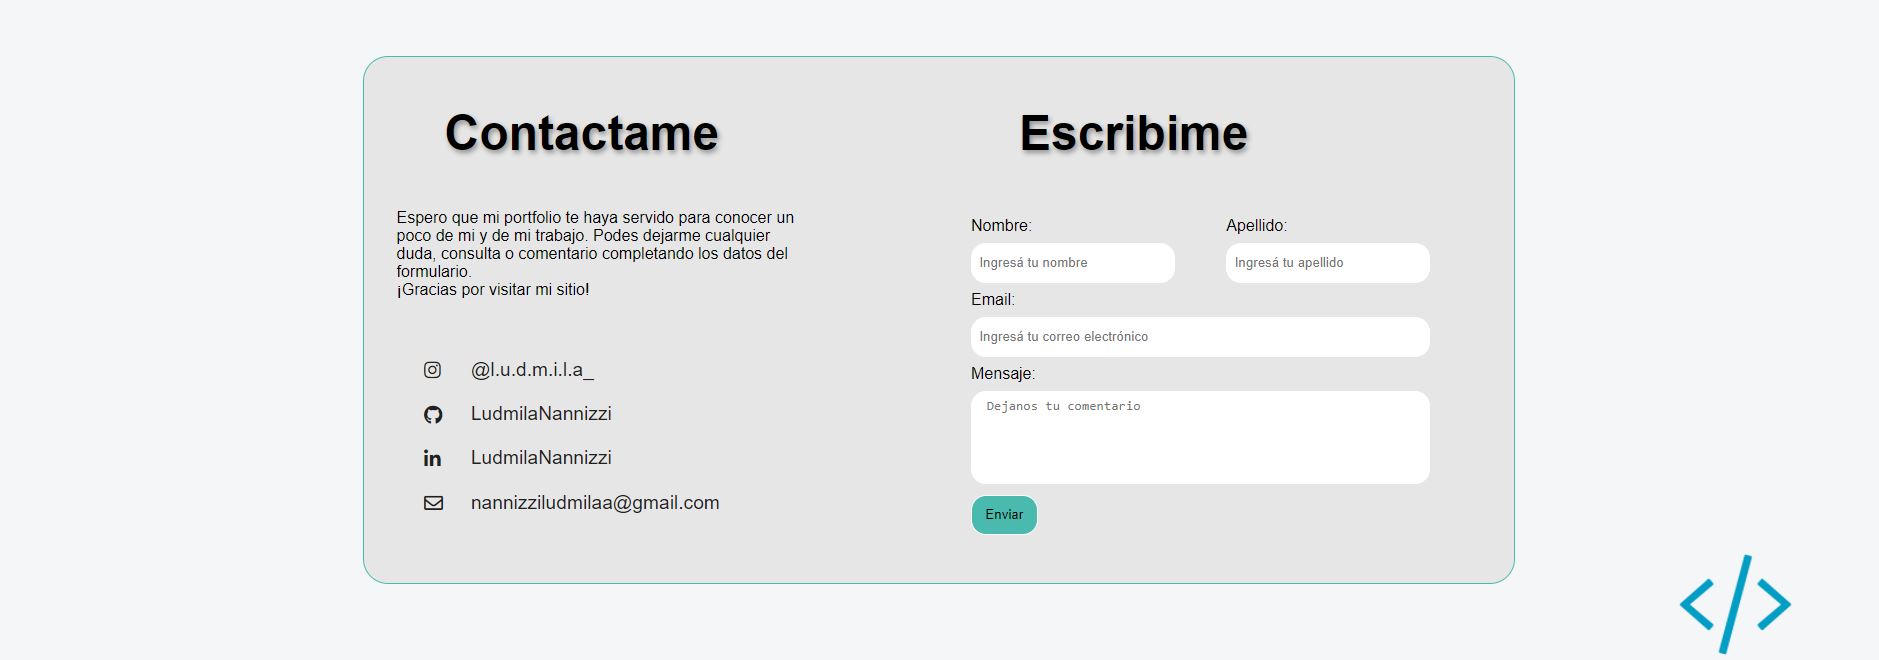 Contactame
Espero que mi portfolio te haya servido para conocer un
poco de mi y de mi trabajo. Podes dejarme cualquier
duda, consulta o comentario completando los datos del
formulario.
¡Gracias por visitar mi sitio!
@l.u.d.m.i.l.a_
LudmilaNannizzi
LudmilaNannizzi
nannizziludmilaa@gmail.com
Escribime
Nombre:
Ingresá tu nombre
Apellido:
Ingresá tu apellido
Email:
Ingresá tu correo electrónico
Mensaje:
Dejanos tu comentario
Enviar